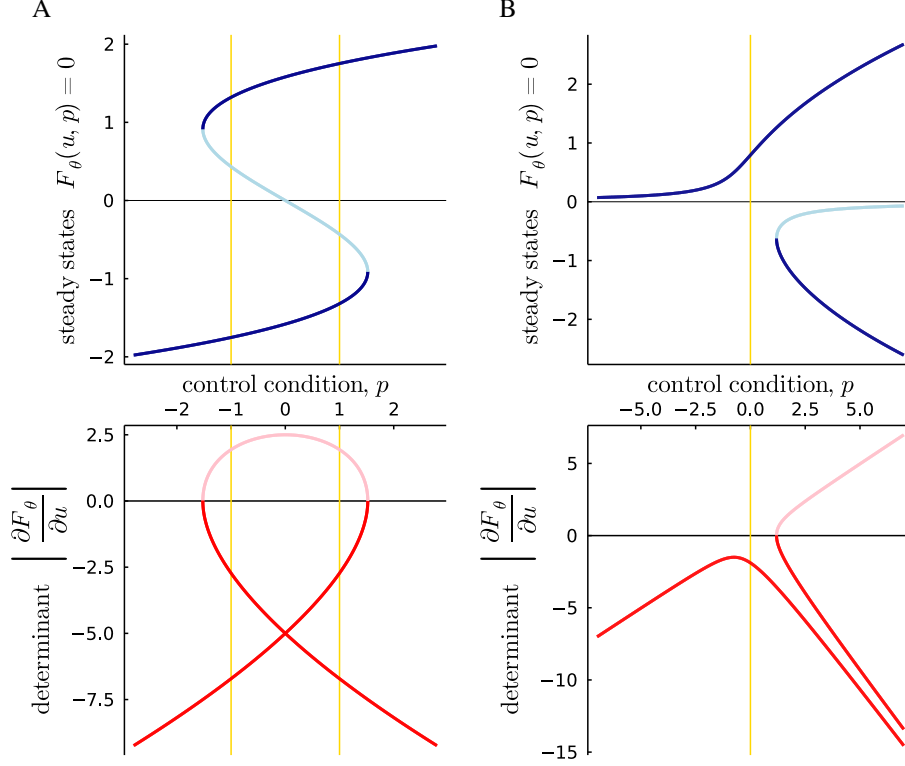 A
B
steady states F_θ(u, p) = 0
2
1
0
−1
−2
steady states F_θ(u, p) = 0
2
1
0
−1
−2
control condition, p
−2 −1 0 1 2
control condition, p
−5.0 −2.5 0.0 2.5 5.0
determinant |∂F_θ/∂u|
2.5
0.0
−2.5
−5.0
−7.5
determinant |∂F_θ/∂u|
5
0
−5
−10
−15